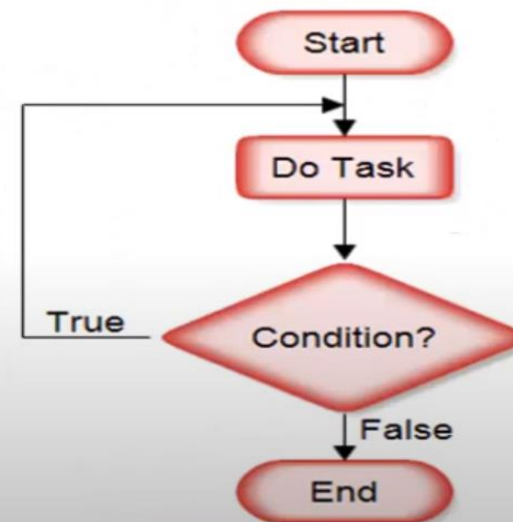 Start
Do Task
True
Condition?
False
End